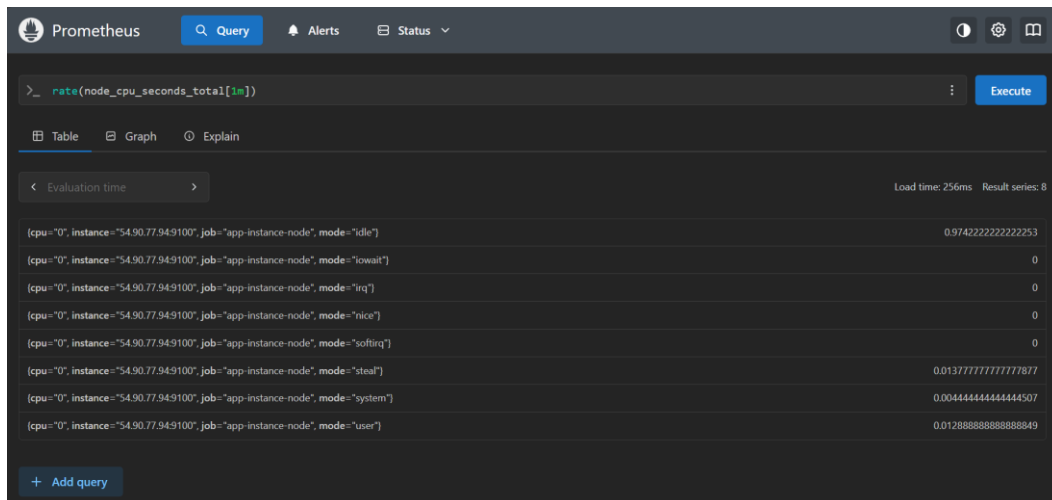 Prometheus Query Alerts Status
>_ rate(node_cpu_seconds_total[1m]) Execute
Table Graph Explain
< Evaluation time > Load time: 256ms Result series: 8
{cpu="0", instance="54.90.77.94:9100", job="app-instance-node", mode="idle"} 0.9742222222222253
{cpu="0", instance="54.90.77.94:9100", job="app-instance-node", mode="iowait"} 0
{cpu="0", instance="54.90.77.94:9100", job="app-instance-node", mode="irq"} 0
{cpu="0", instance="54.90.77.94:9100", job="app-instance-node", mode="nice"} 0
{cpu="0", instance="54.90.77.94:9100", job="app-instance-node", mode="softirq"} 0
{cpu="0", instance="54.90.77.94:9100", job="app-instance-node", mode="steal"} 0.013777777777777877
{cpu="0", instance="54.90.77.94:9100", job="app-instance-node", mode="system"} 0.004444444444444507
{cpu="0", instance="54.90.77.94:9100", job="app-instance-node", mode="user"} 0.012888888888888849
+ Add query